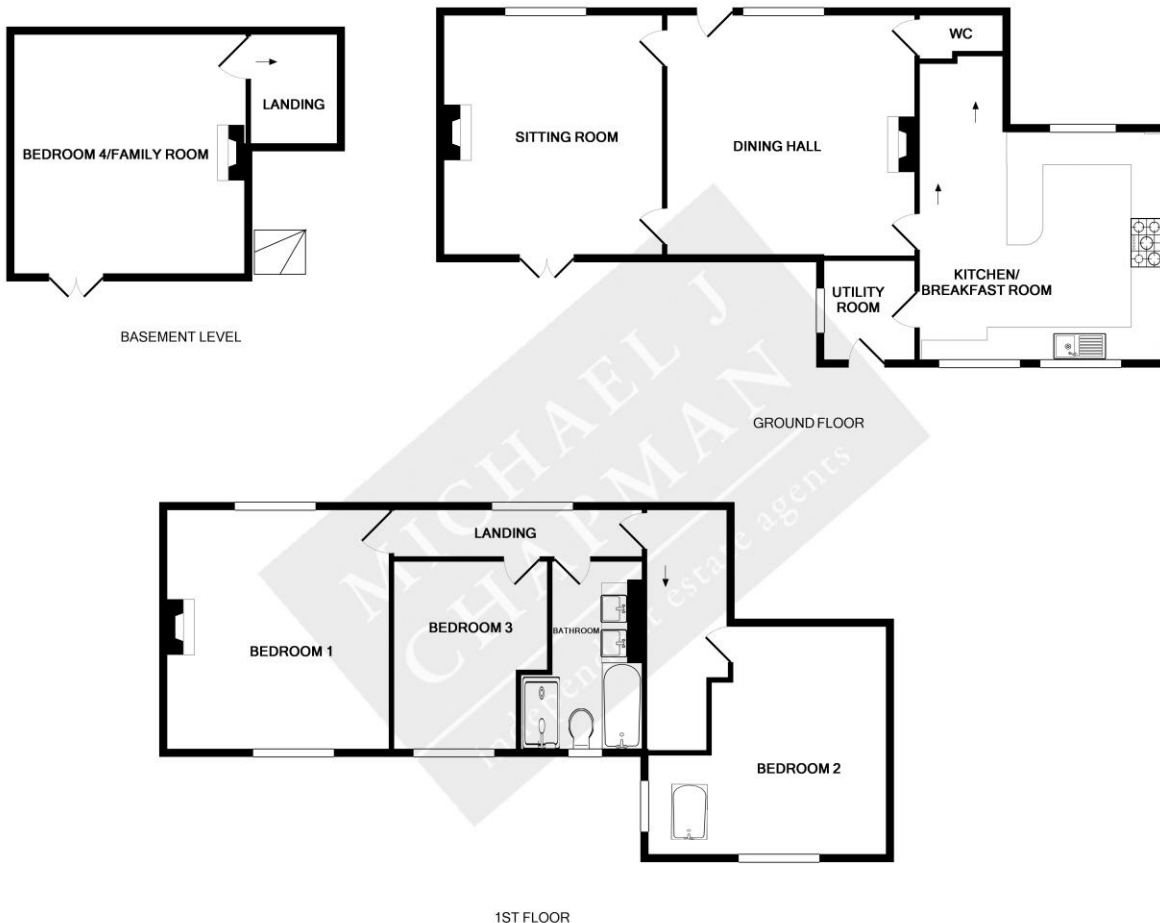 BEDROOM 4/FAMILY ROOM
LANDING
BASEMENT LEVEL
SITTING ROOM
DINING HALL
WC
KITCHEN/
BREAKFAST ROOM
UTILITY
ROOM
GROUND FLOOR
MICHAEL J
CHAPMAN
independent estate agents
BEDROOM 1
LANDING
BEDROOM 3
BATHROOM
BEDROOM 2
1ST FLOOR